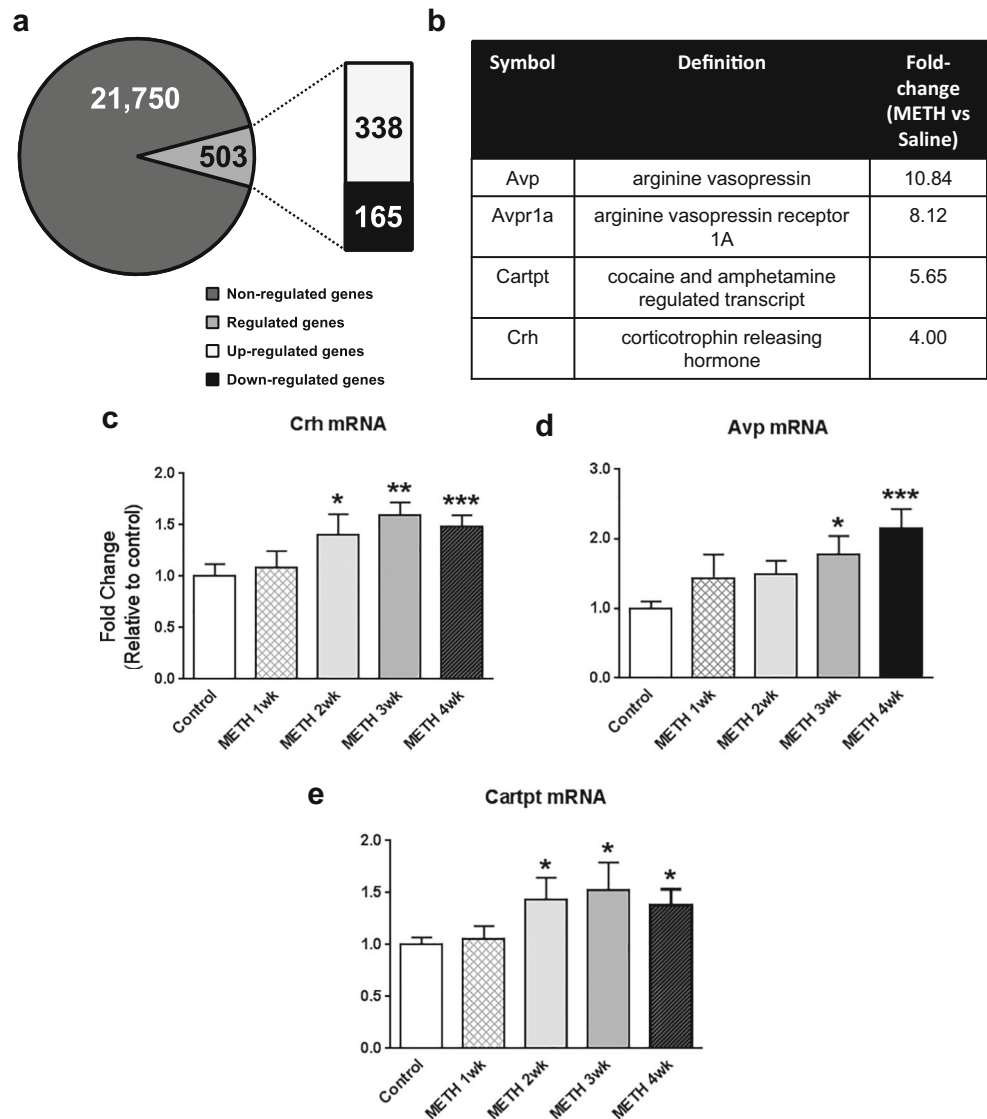 a
21,750
503
338
165
Non-regulated genes
Regulated genes
Up-regulated genes
Down-regulated genes
b
Symbol
Definition
Fold-
change
(METH vs
Saline)
Avp
arginine vasopressin
10.84
Avpr1a
arginine vasopressin receptor
1A
8.12
Cartpt
cocaine and amphetamine
regulated transcript
5.65
Crh
corticotrophin releasing
hormone
4.00
c
Crh mRNA
Fold Change
(Relative to control)
2.0
1.5
1.0
0.5
0.0
*
**
***
Control
METH 1wk
METH 2wk
METH 3wk
METH 4wk
d
Avp mRNA
3.0
2.0
1.0
0.0
*
***
Control
METH 1wk
METH 2wk
METH 3wk
METH 4wk
e
Cartpt mRNA
2.0
1.5
1.0
0.5
0.0
*
*
*
Control
METH 1wk
METH 2wk
METH 3wk
METH 4wk